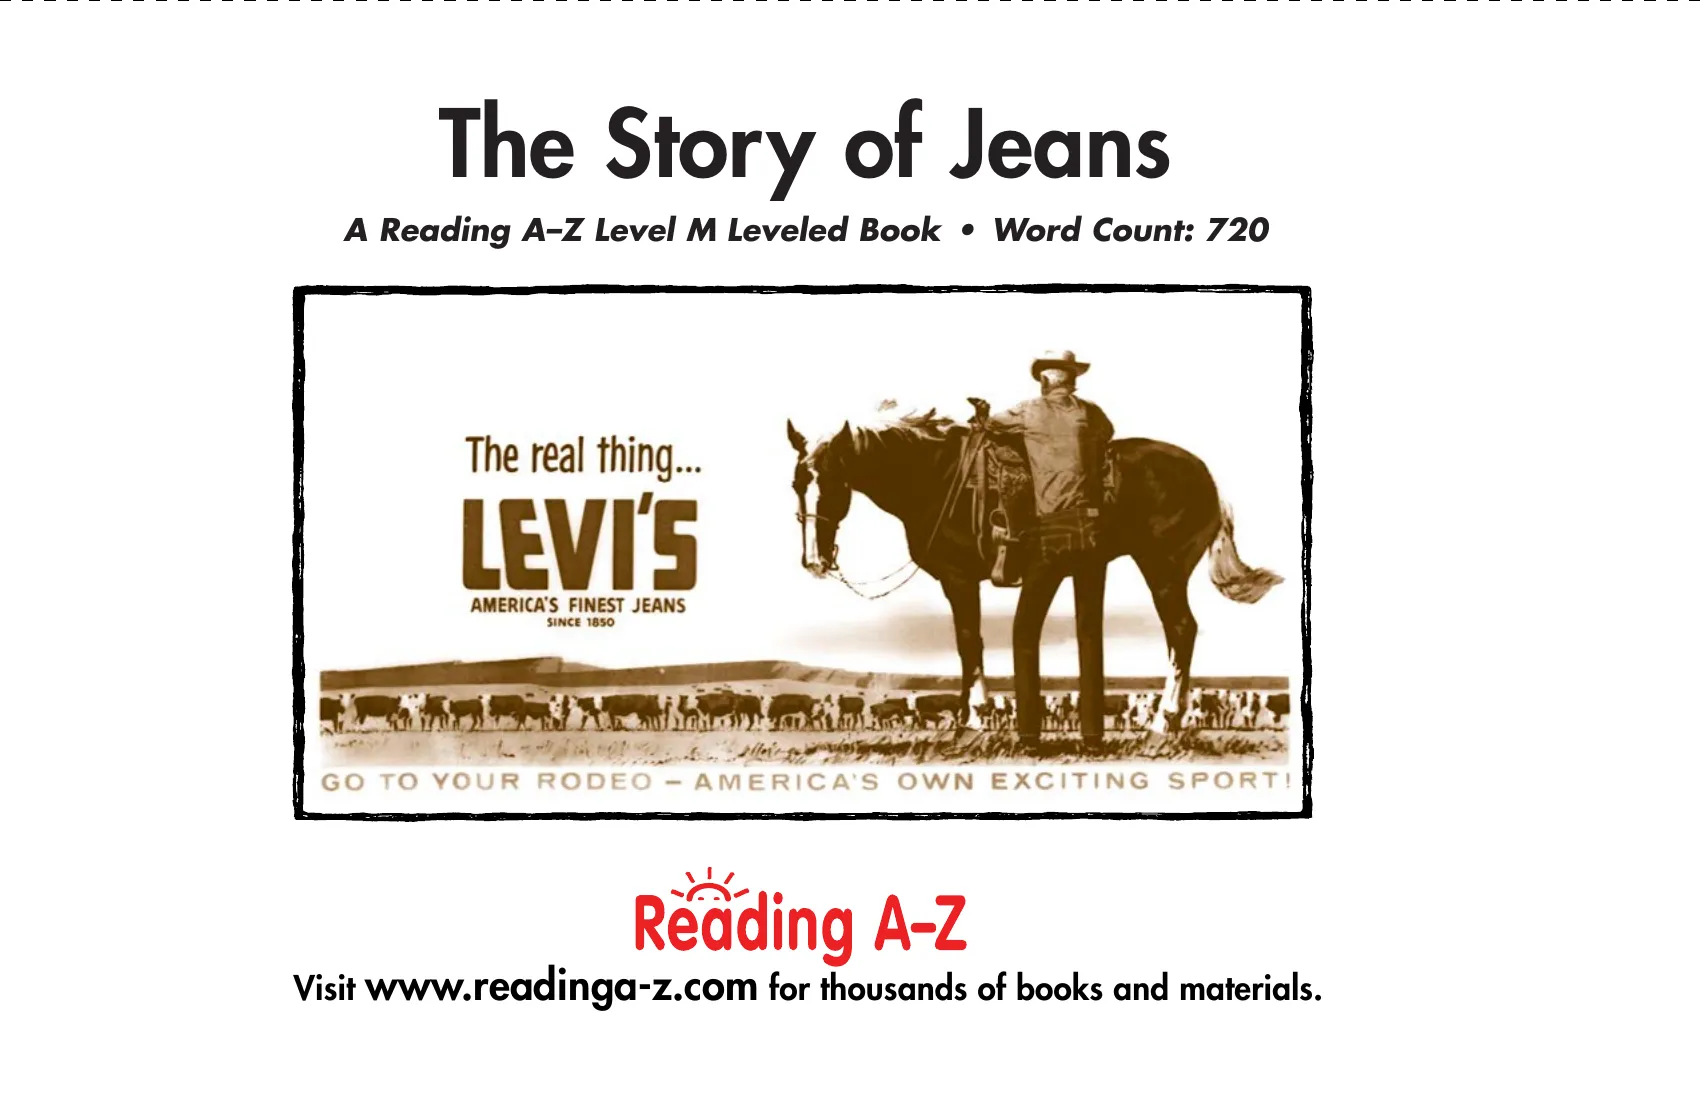 The Story of Jeans
A Reading A–Z Level M Leveled Book • Word Count: 720
The real thing...
LEVI'S
AMERICA'S FINEST JEANS
SINCE 1850
GO TO YOUR RODEO – AMERICA'S OWN EXCITING SPORT!
Reading A–Z
Visit www.readinga-z.com for thousands of books and materials.